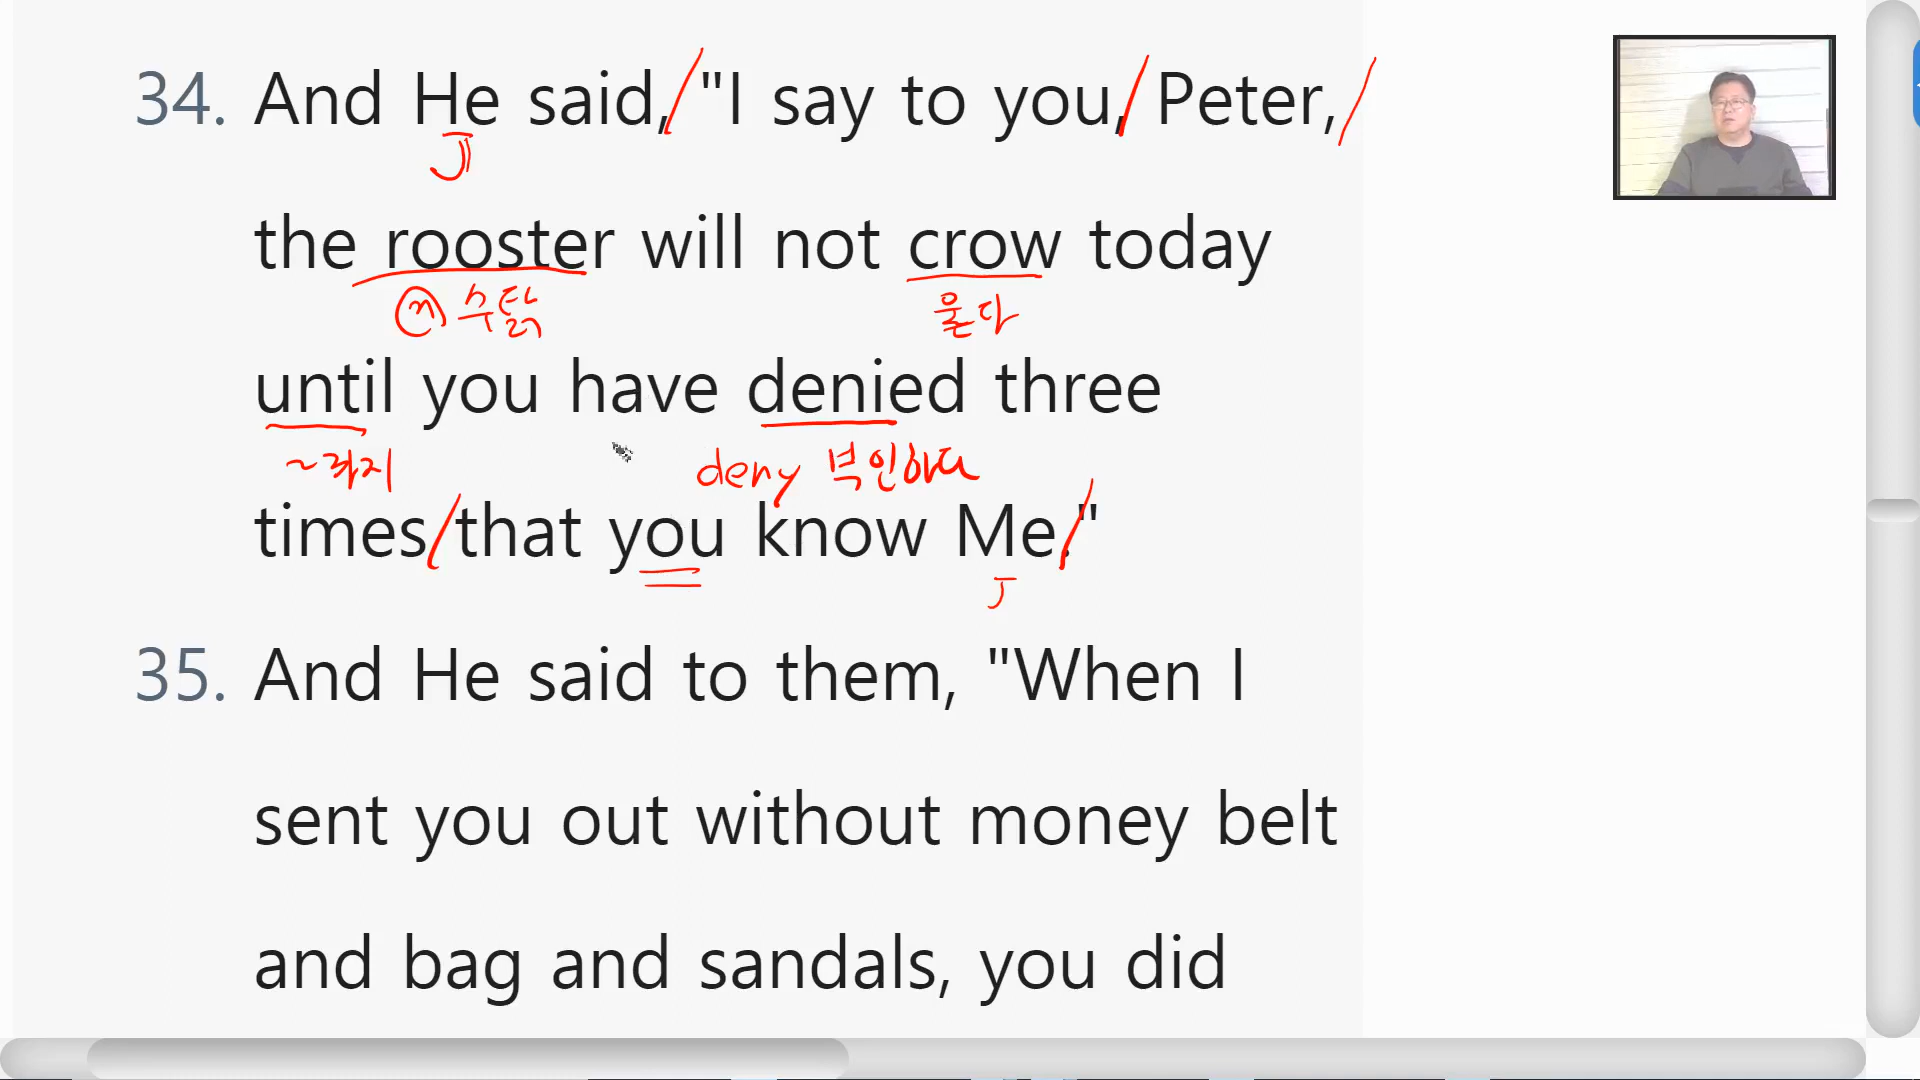 34. And He said, "I say to you, Peter,
J
the rooster will not crow today
n 수탉 울다
until you have denied three
~까지 deny 부인하다
times that you know Me."
J
35. And He said to them, "When I
sent you out without money belt
and bag and sandals, you did